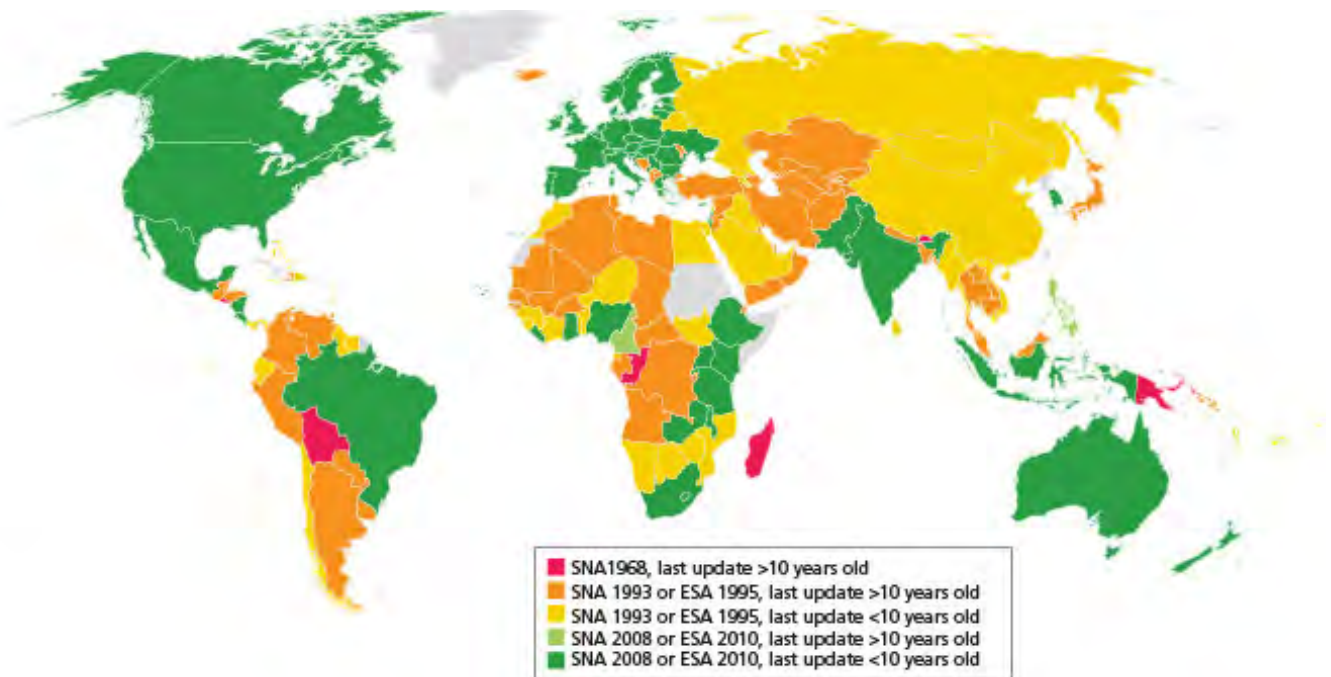 SNA1968, last update >10 years old
SNA 1993 or ESA 1995, last update >10 years old
SNA 1993 or ESA 1995, last update <10 years old
SNA 2008 or ESA 2010, last update >10 years old
SNA 2008 or ESA 2010, last update <10 years old